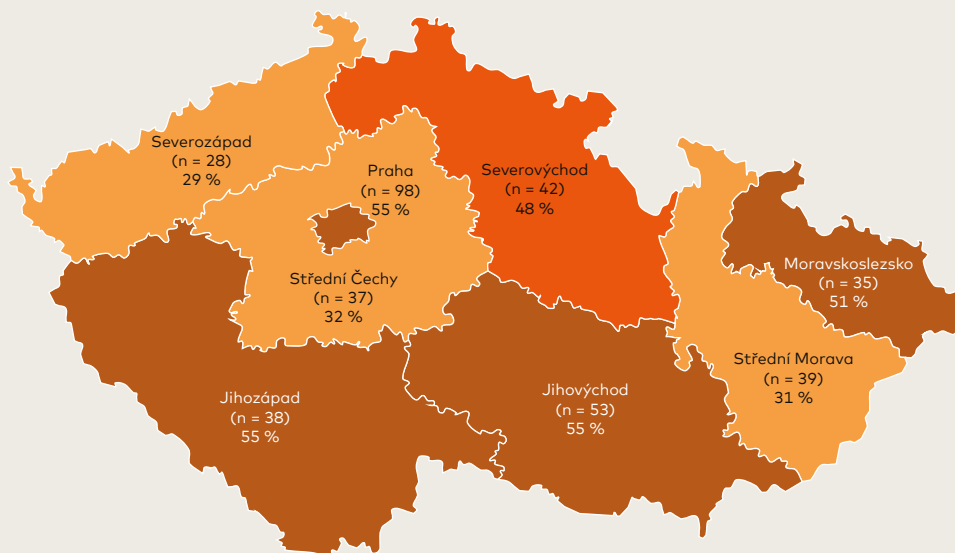 Severozápad
(n = 28)
29 %
Praha
(n = 98)
55 %
Severovýchod
(n = 42)
48 %
Střední Čechy
(n = 37)
32 %
Moravskoslezsko
(n = 35)
51 %
Střední Morava
(n = 39)
31 %
Jihozápad
(n = 38)
55 %
Jihovýchod
(n = 53)
55 %